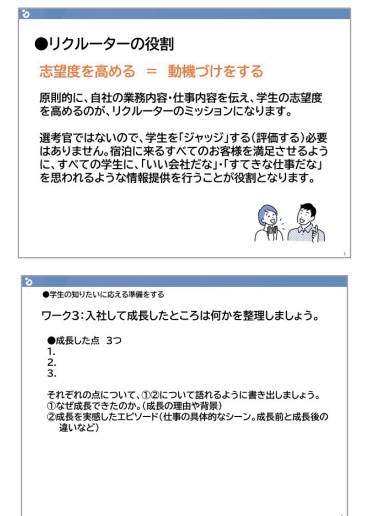 ●リクルーターの役割
志望度を高める ＝ 動機づけをする
原則的に、自社の業務内容・仕事内容を伝え、学生の志望度
を高めるのが、リクルーターのミッションになります。
選考官ではないので、学生を「ジャッジ」する（評価する）必要
はありません。宿泊に来るすべてのお客様を満足させるよう
に、すべての学生に、「いい会社だな」・「すてきな仕事だな」
を思われるような情報提供を行うことが役割となります。
1
●学生の知りたいに応える準備をする
ワーク3：入社して成長したところは何かを整理しましょう。
●成長した点 3つ
1.
2.
3.
それぞれの点について、①②について語れるように書き出しましょう。
①なぜ成長できたのか。（成長の理由や背景）
②成長を実感したエピソード（仕事の具体的なシーン。成長前と成長後の
違いなど）